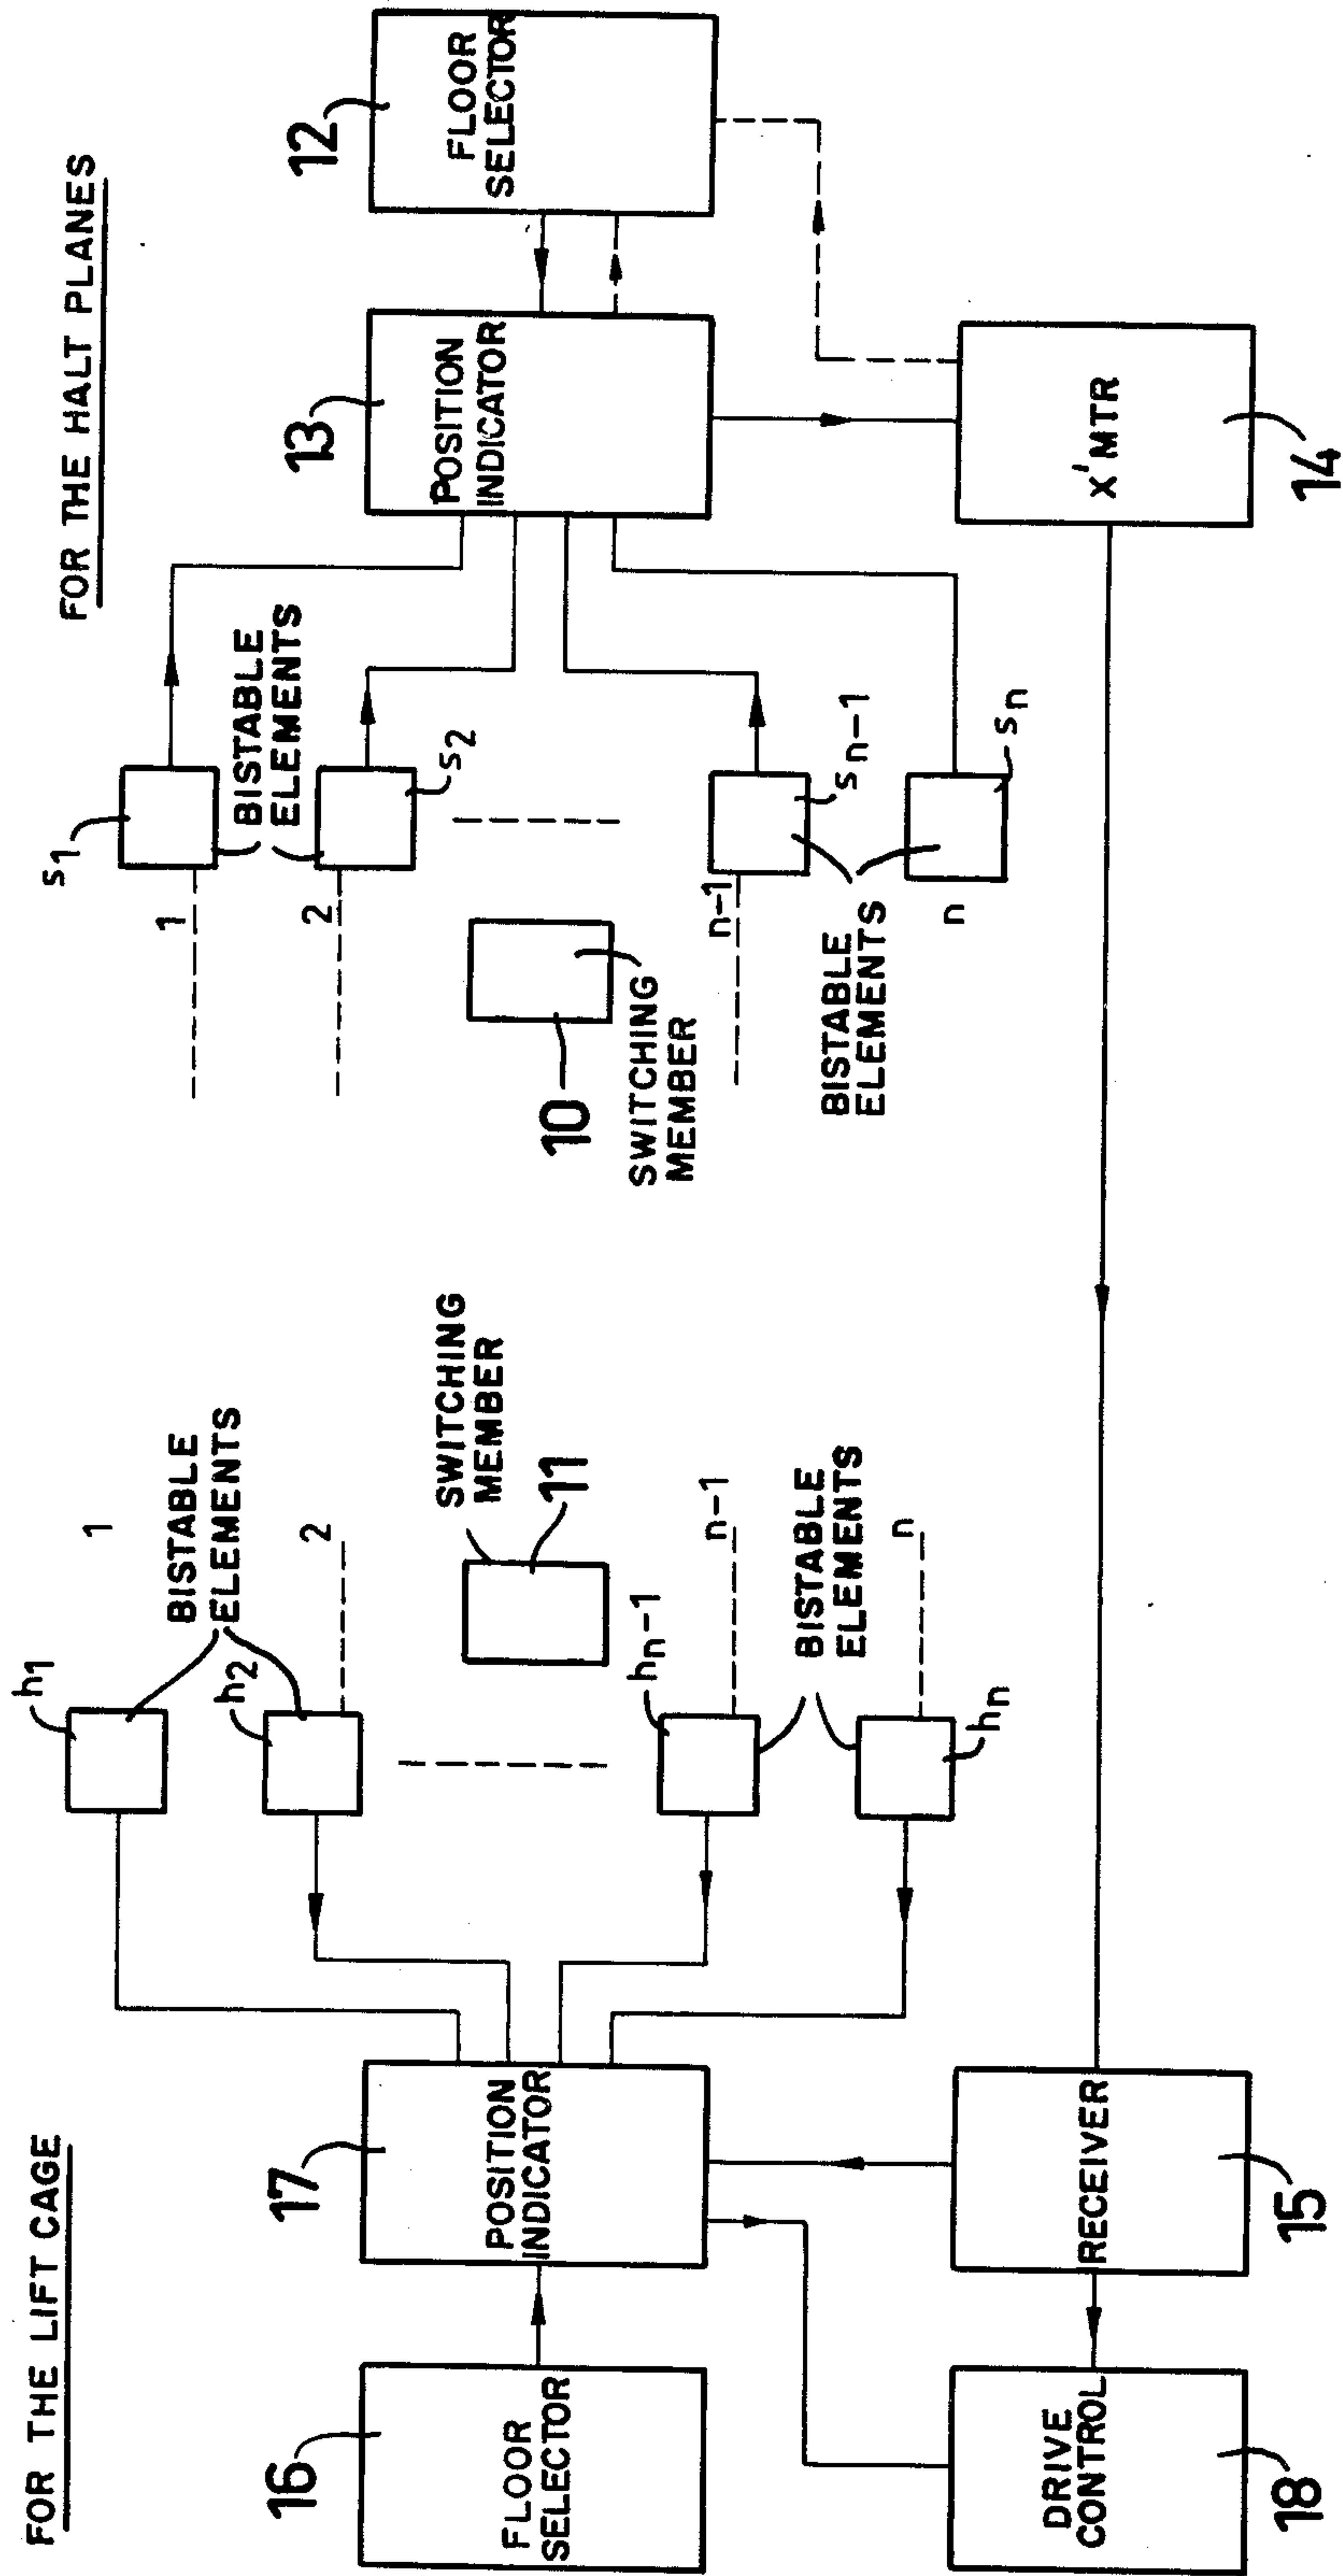 FOR THE LIFT CAGE
FOR THE HALT PLANES
h1
1
BISTABLE
ELEMENTS
h2
2
SWITCHING
MEMBER
11
hn-1
n-1
BISTABLE
ELEMENTS
hn
n
16
FLOOR
SELECTOR
17
POSITION
INDICATOR
18
DRIVE
CONTROL
15
RECEIVER
s1
1
BISTABLE
ELEMENTS
s2
2
10
SWITCHING
MEMBER
n-1
sn-1
BISTABLE
ELEMENTS
n
sn
13
POSITION
INDICATOR
12
FLOOR
SELECTOR
14
X'MTR